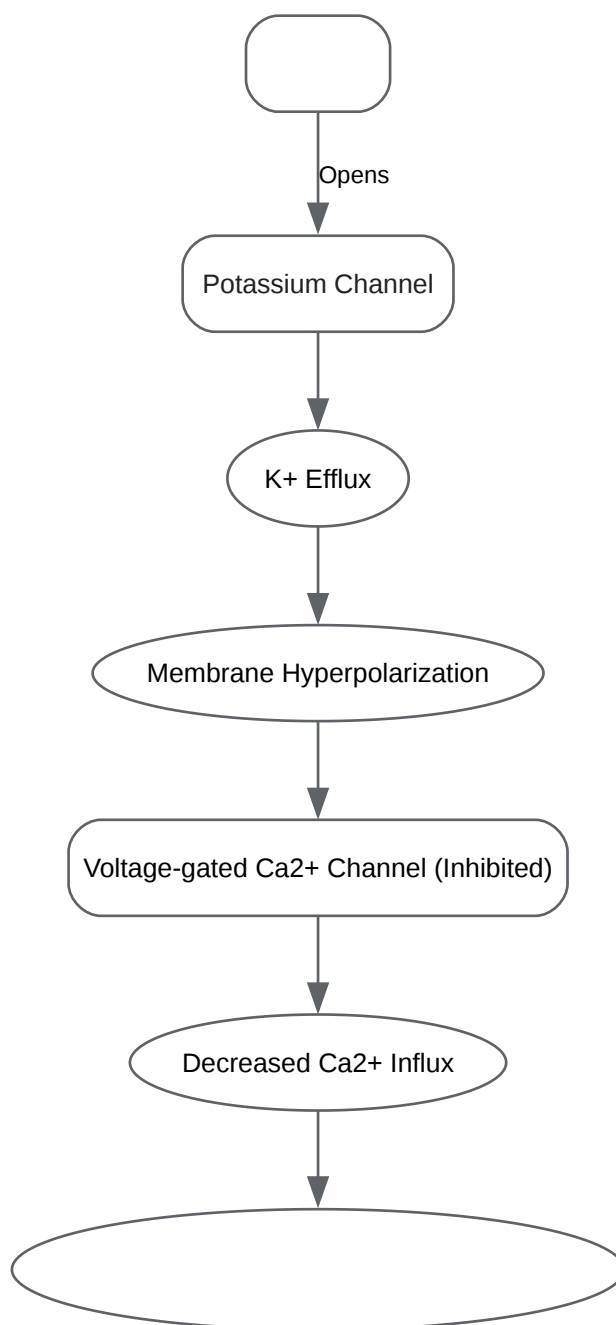 Opens
Potassium Channel
K+ Efflux
Membrane Hyperpolarization
Voltage-gated Ca2+ Channel (Inhibited)
Decreased Ca2+ Influx